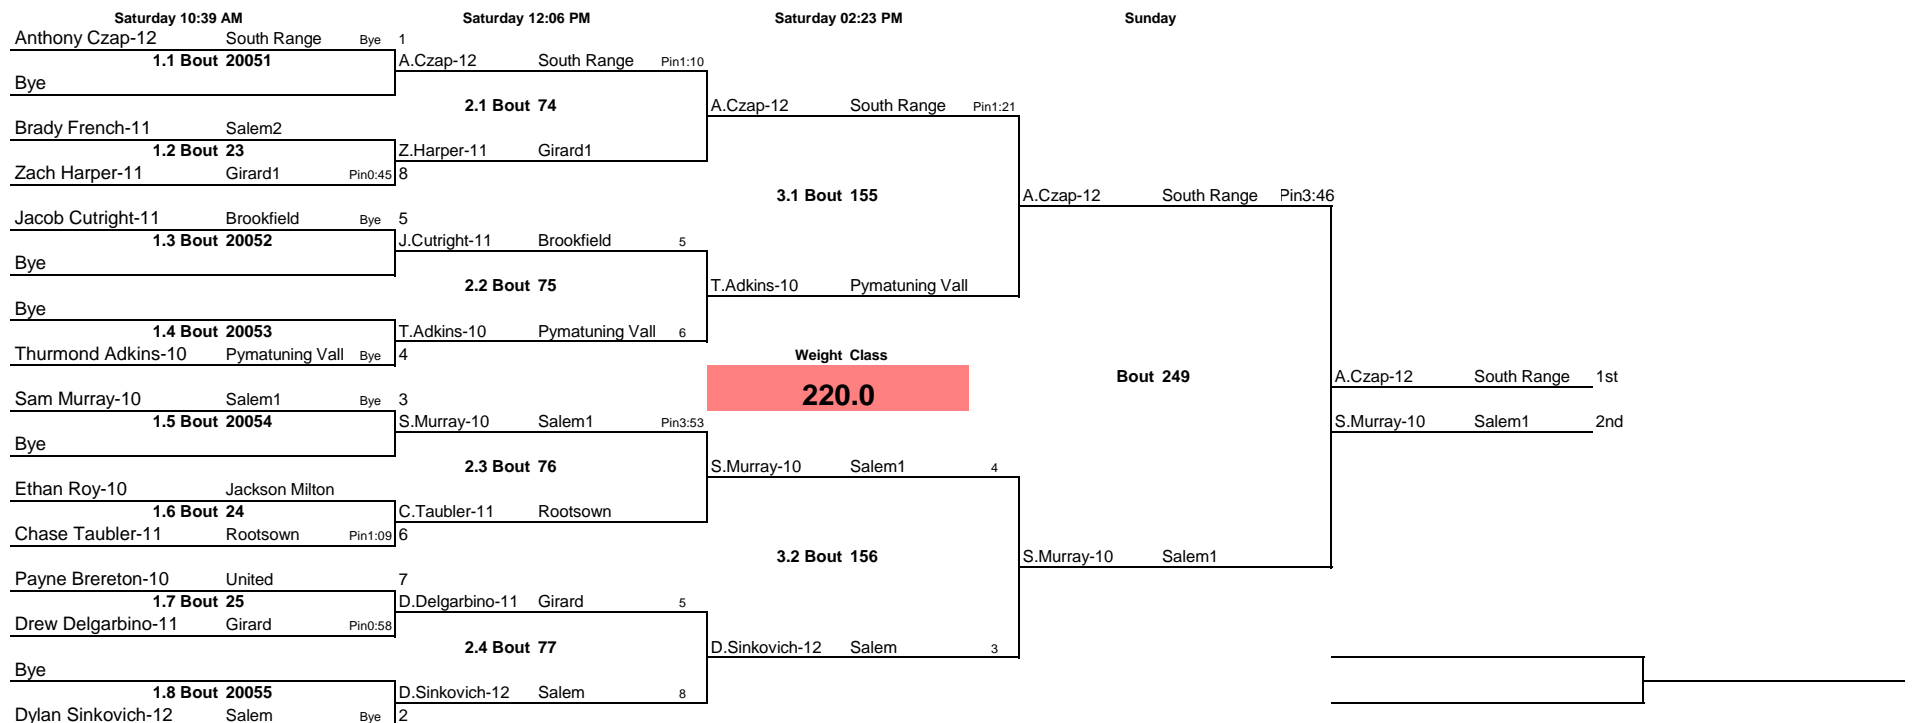 Saturday 10:39 AM Saturday 12:06 PM Saturday 02:23 PM Sunday
Anthony Czap-12 South Range Bye 1
1.1 Bout 20051 A.Czap-12 South Range Pin1:10
Bye
2.1 Bout 74 A.Czap-12 South Range Pin1:21
Brady French-11 Salem2
1.2 Bout 23 Z.Harper-11 Girard1
Zach Harper-11 Girard1 Pin0:45 8
3.1 Bout 155 A.Czap-12 South Range Pin3:46
Jacob Cutright-11 Brookfield Bye 5
1.3 Bout 20052 J.Cutright-11 Brookfield 5
Bye
2.2 Bout 75 T.Adkins-10 Pymatuning Vall
Bye
1.4 Bout 20053 T.Adkins-10 Pymatuning Vall 6
Thurmond Adkins-10 Pymatuning Vall Bye 4 Weight Class
Bout 249 A.Czap-12 South Range 1st
Sam Murray-10 Salem1 Bye 3 220.0
1.5 Bout 20054 S.Murray-10 Salem1 Pin3:53 S.Murray-10 Salem1 2nd
Bye
2.3 Bout 76 S.Murray-10 Salem1 4
Ethan Roy-10 Jackson Milton
1.6 Bout 24 C.Taubler-11 Rootsown
Chase Taubler-11 Rootsown Pin1:09 6
3.2 Bout 156 S.Murray-10 Salem1
Payne Brereton-10 United 7
1.7 Bout 25 D.Delgarbino-11 Girard 5
Drew Delgarbino-11 Girard Pin0:58
2.4 Bout 77 D.Sinkovich-12 Salem 3
Bye
1.8 Bout 20055 D.Sinkovich-12 Salem 8
Dylan Sinkovich-12 Salem Bye 2